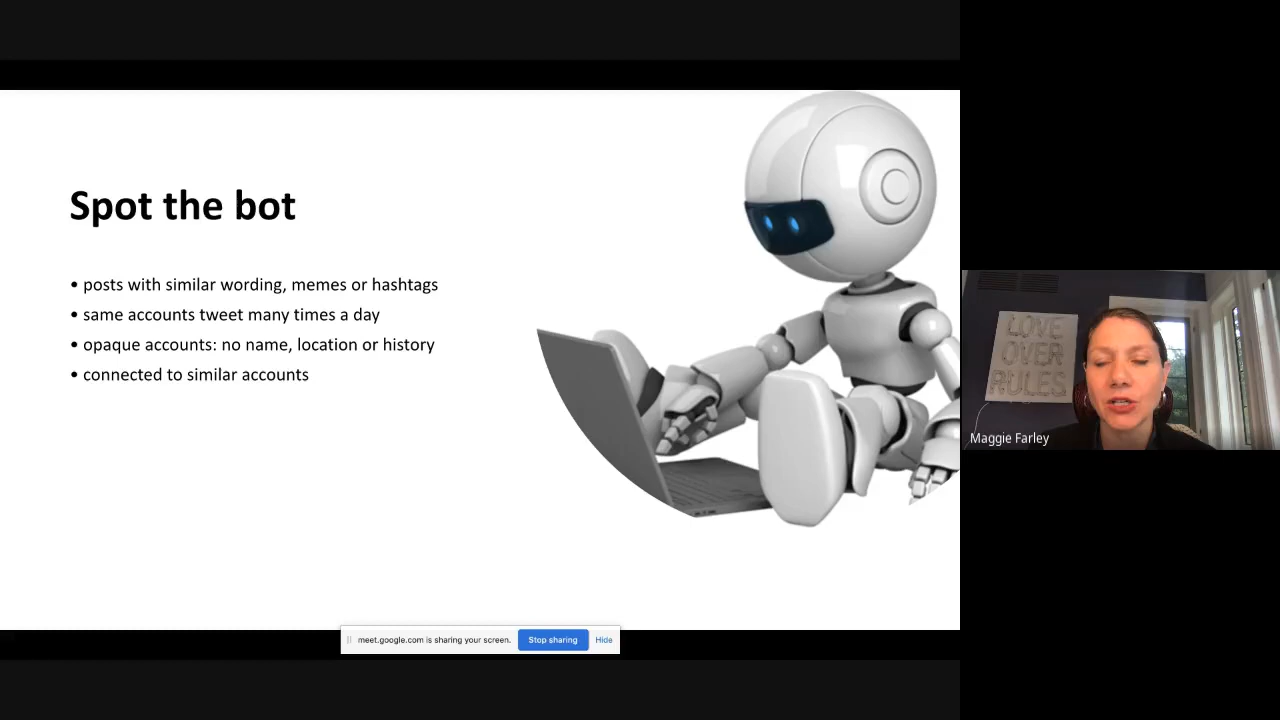 Spot the bot
• posts with similar wording, memes or hashtags
• same accounts tweet many times a day
• opaque accounts: no name, location or history
• connected to similar accounts
LOVE
OVER
RULES
Maggie Farley
meet.google.com is sharing your screen.
Stop sharing
Hide